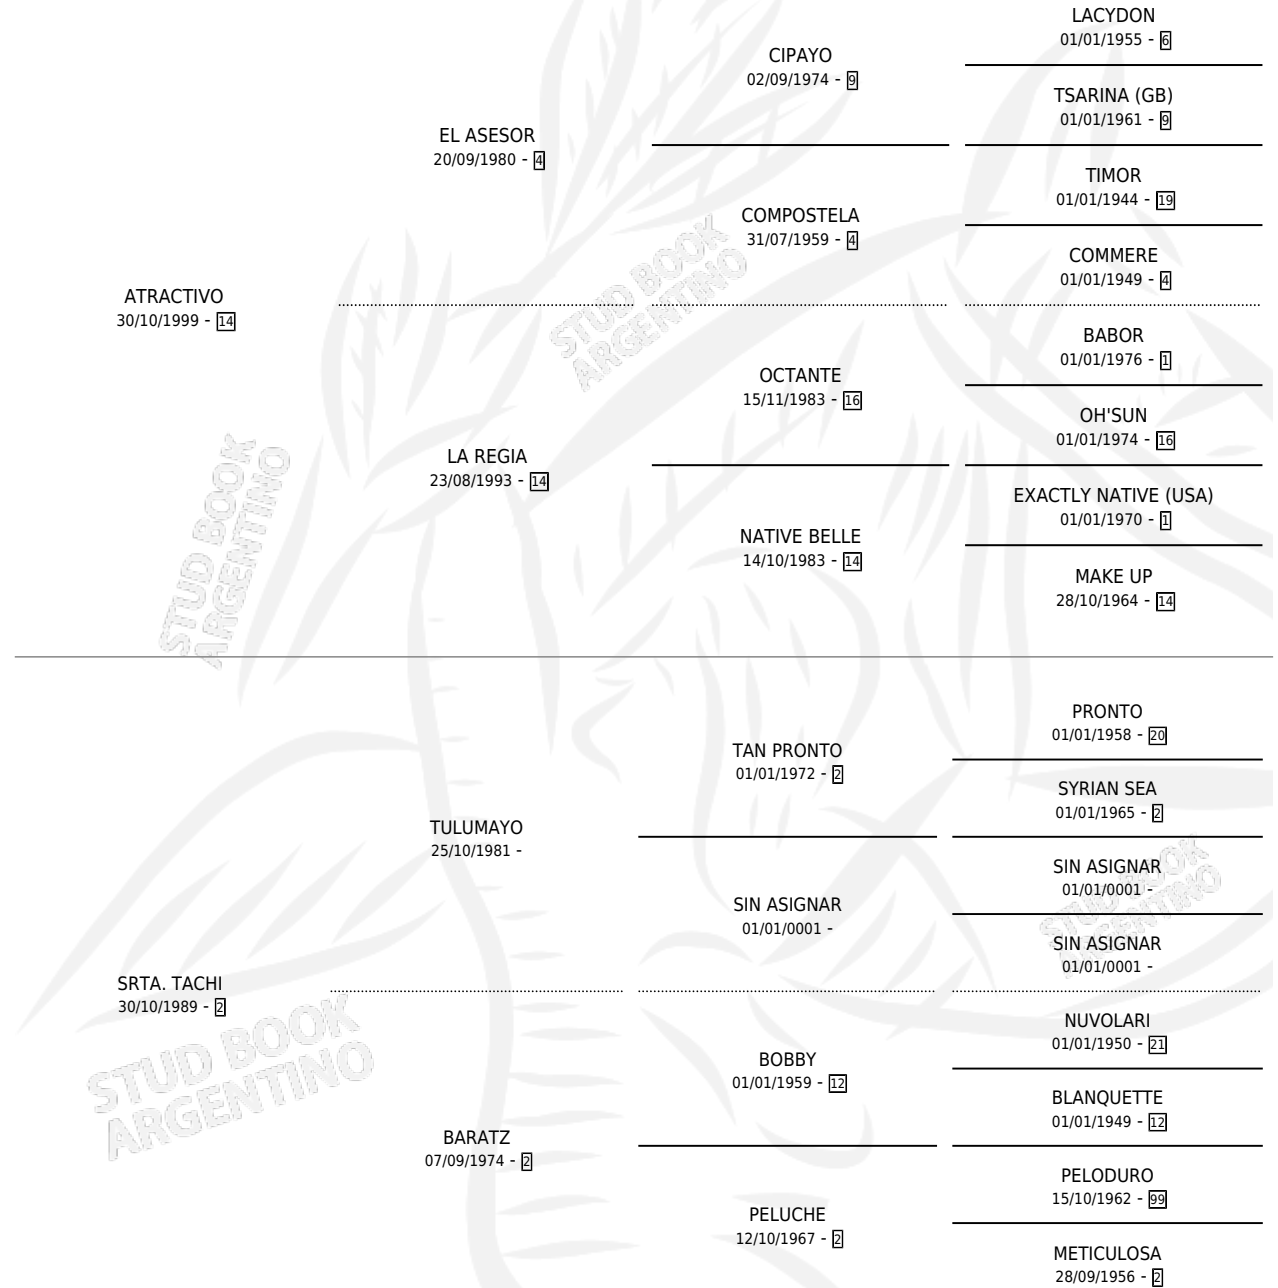 LACYDON
01/01/1955 - 6
CIPAYO
02/09/1974 - 9
TSARINA (GB)
01/01/1961 - 9
EL ASESOR
20/09/1980 - 4
TIMOR
01/01/1944 - 19
COMPOSTELA
31/07/1959 - 4
COMMERE
01/01/1949 - 4
ATRACTIVO
30/10/1999 - 14
BABOR
01/01/1976 - 1
OCTANTE
15/11/1983 - 16
OH'SUN
01/01/1974 - 16
LA REGIA
23/08/1993 - 14
EXACTLY NATIVE (USA)
01/01/1970 - 1
NATIVE BELLE
14/10/1983 - 14
MAKE UP
28/10/1964 - 14
PRONTO
01/01/1958 - 20
TAN PRONTO
01/01/1972 - 2
SYRIAN SEA
01/01/1965 - 2
TULUMAYO
25/10/1981 -
SIN ASIGNAR
01/01/0001 -
SIN ASIGNAR
01/01/0001 -
SIN ASIGNAR
01/01/0001 -
SRTA. TACHI
30/10/1989 - 2
NUVOLARI
01/01/1950 - 21
BOBBY
01/01/1959 - 12
BLANQUETTE
01/01/1949 - 12
BARATZ
07/09/1974 - 2
PELODURO
15/10/1962 - 99
PELUCHE
12/10/1967 - 2
METICULOSA
28/09/1956 - 2
STUD BOOK
ARGENTINO
STUD BOOK
ARGENTINO
STUD BOOK
ARGENTINO
STUD BOOK
ARGENTINO